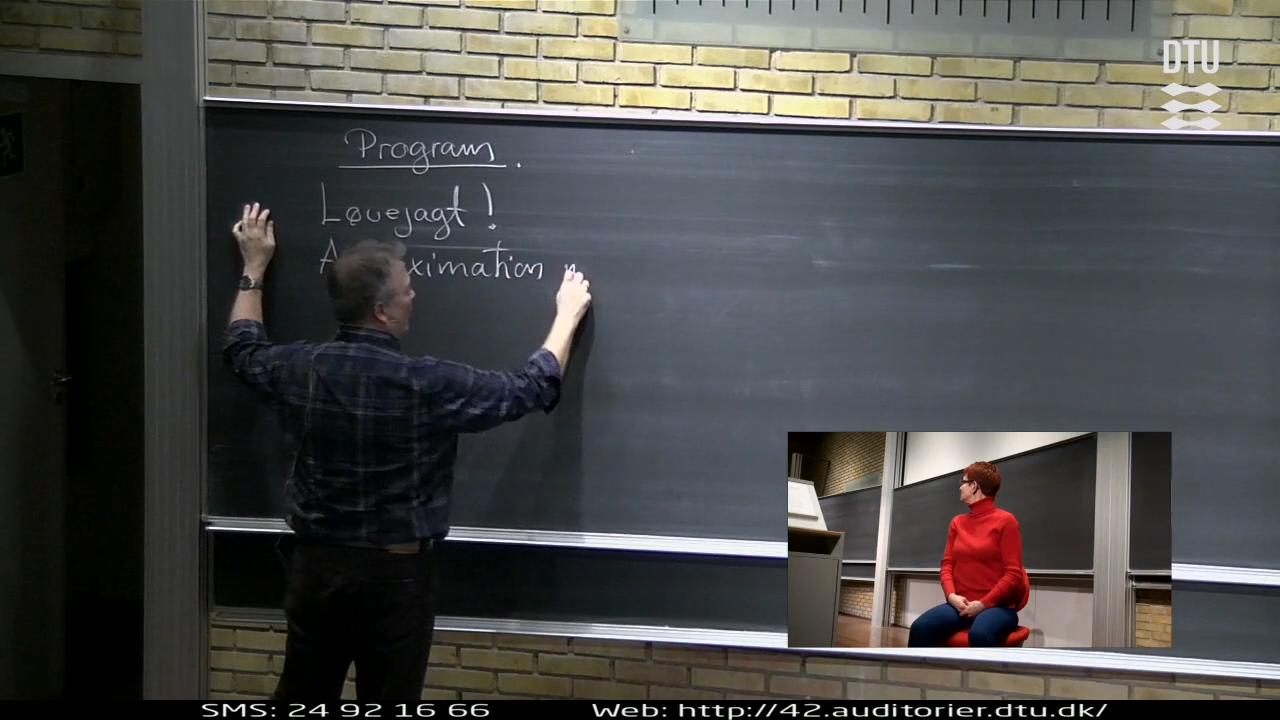 DTU
Program.
Løvejagt!
ximation
SMS: 24 92 16 66 Web: http://42.auditorier.dtu.dk/